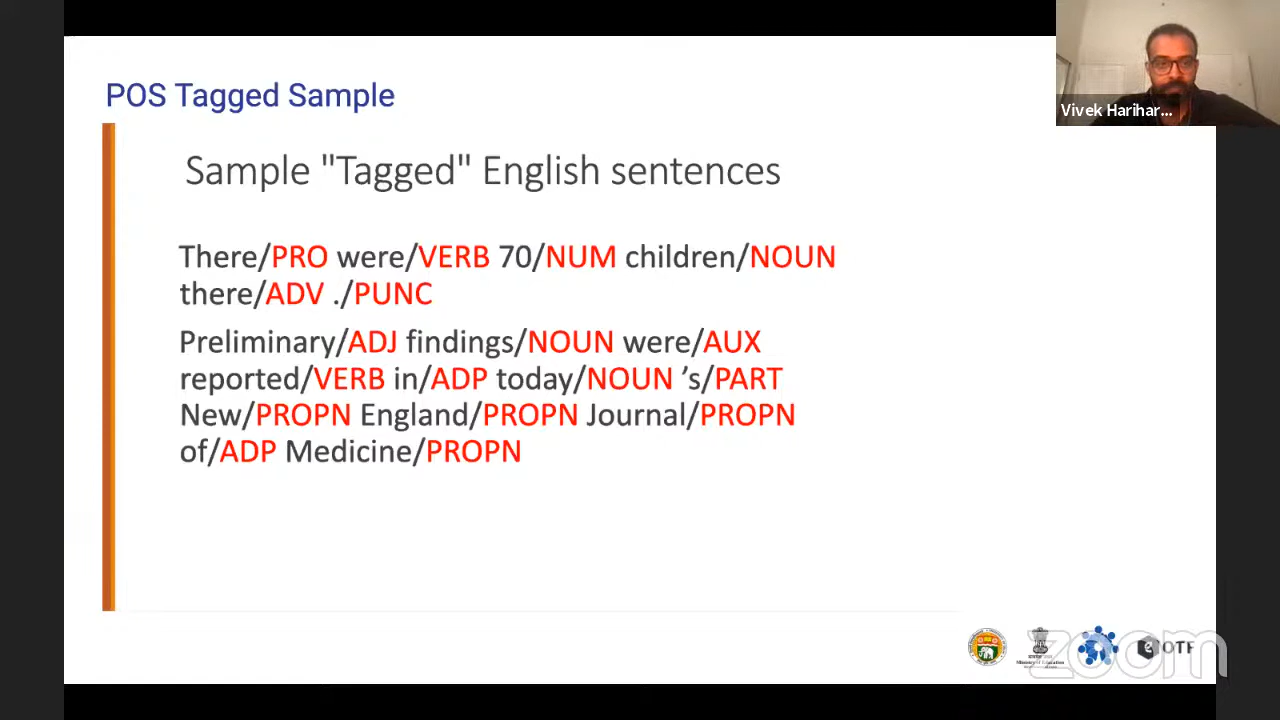 POS Tagged Sample
Vivek Harihar...
Sample "Tagged" English sentences
There/PRO were/VERB 70/NUM children/NOUN
there/ADV ./PUNC
Preliminary/ADJ findings/NOUN were/AUX
reported/VERB in/ADP today/NOUN ’s/PART
New/PROPN England/PROPN Journal/PROPN
of/ADP Medicine/PROPN
zoom